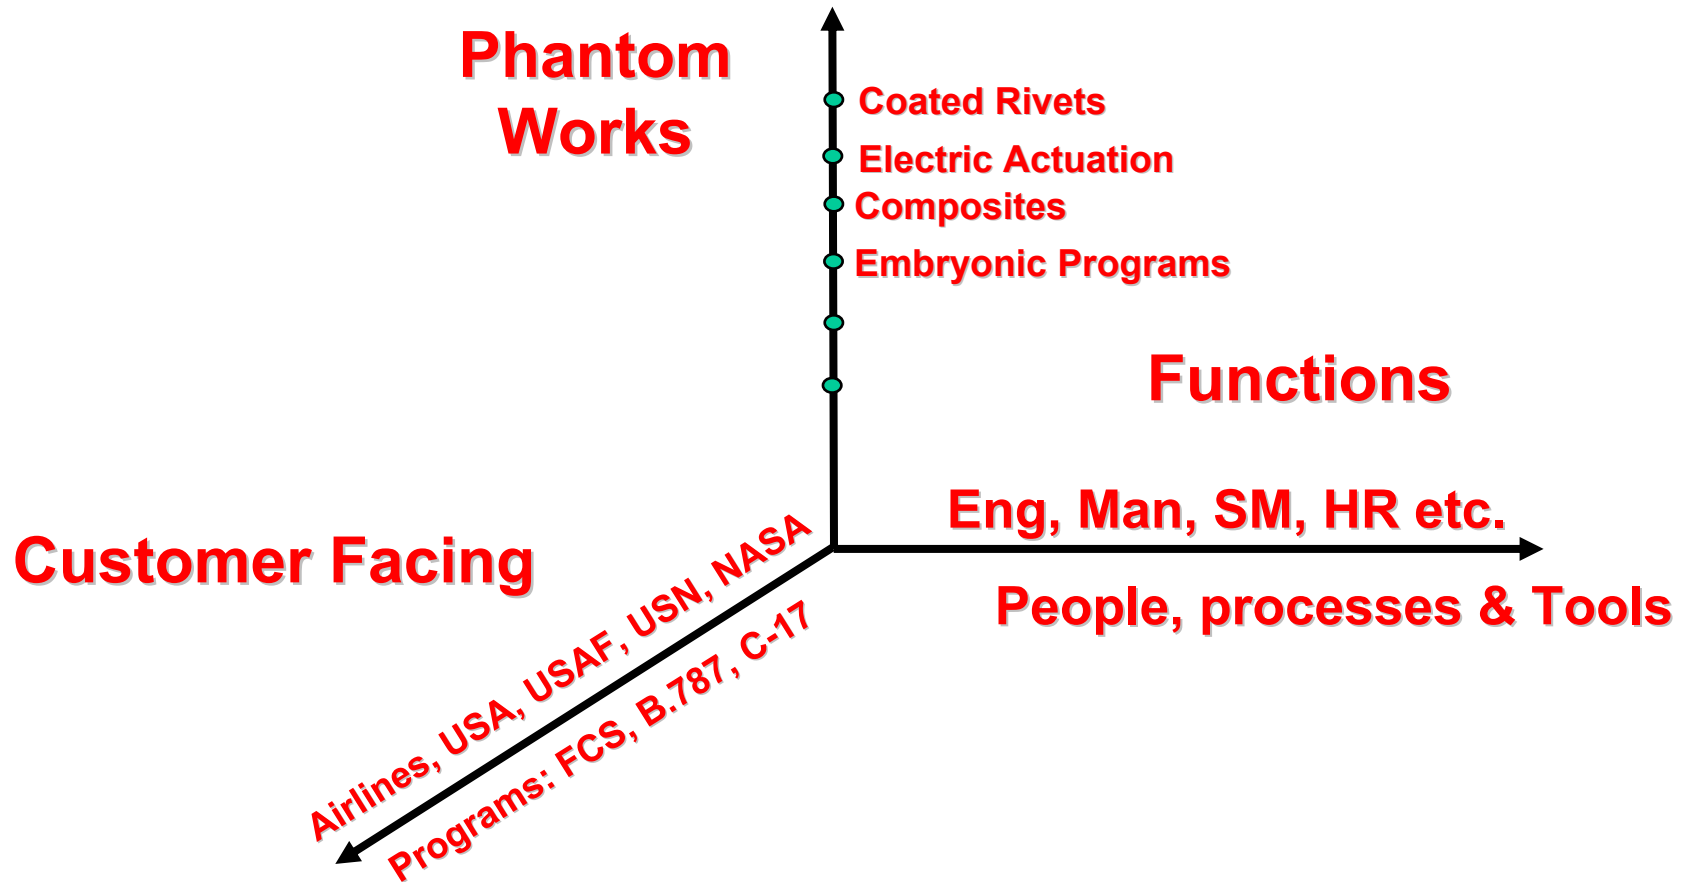 Phantom
Works
Coated Rivets
Electric Actuation
Composites
Embryonic Programs
Functions
Eng, Man, SM, HR etc.
People, processes & Tools
Customer Facing
Airlines, USA, USAF, USN, NASA
Programs: FCS, B.787, C-17